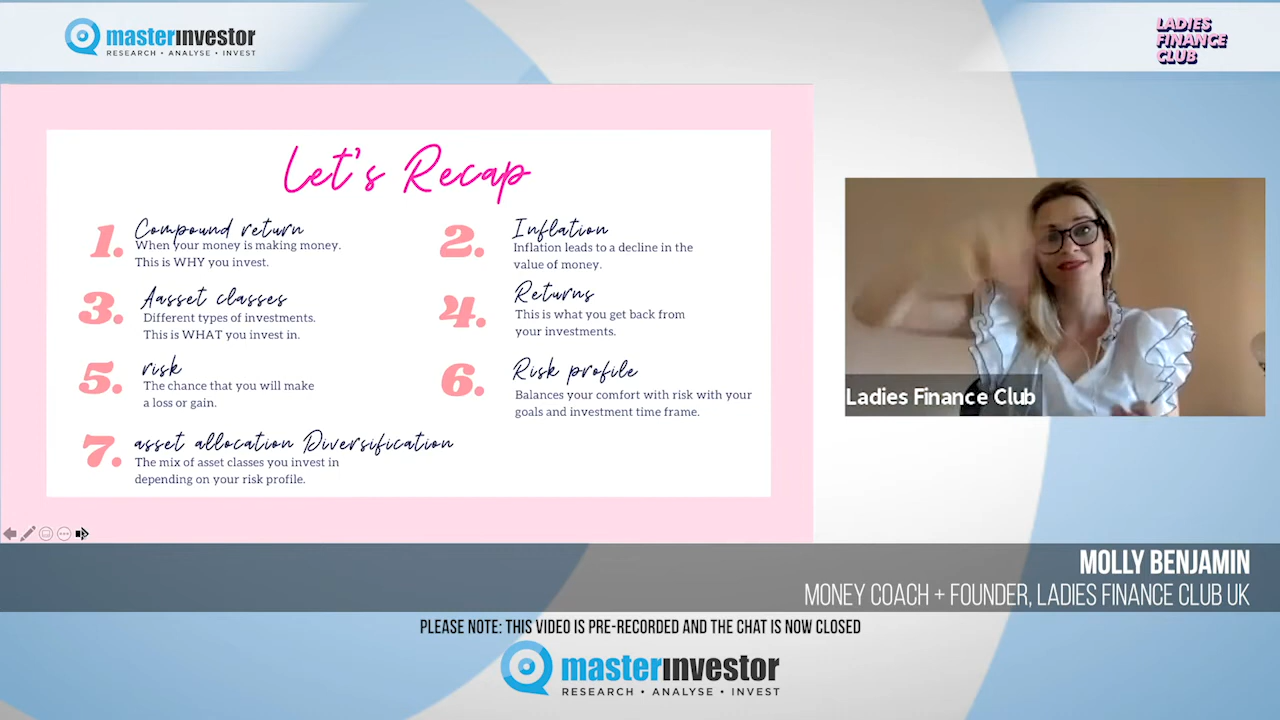 masterinvestor
RESEARCH • ANALYSE • INVEST
LADIES
FINANCE
CLUB
Let's Recap
1.
Compound return
When your money is making money.
This is WHY you invest.
2.
Inflation
Inflation leads to a decline in the
value of money.
3.
Aasset classes
Different types of investments.
This is WHAT you invest in.
4.
Returns
This is what you get back from
your investments.
5.
risk
The chance that you will make
a loss or gain.
6.
Risk profile
Balances your comfort with risk with your
goals and investment time frame.
7.
asset allocation Diversification
The mix of asset classes you invest in
depending on your risk profile.
Ladies Finance Club
MOLLY BENJAMIN
MONEY COACH + FOUNDER, LADIES FINANCE CLUB UK
PLEASE NOTE: THIS VIDEO IS PRE-RECORDED AND THE CHAT IS NOW CLOSED
masterinvestor
RESEARCH • ANALYSE • INVEST